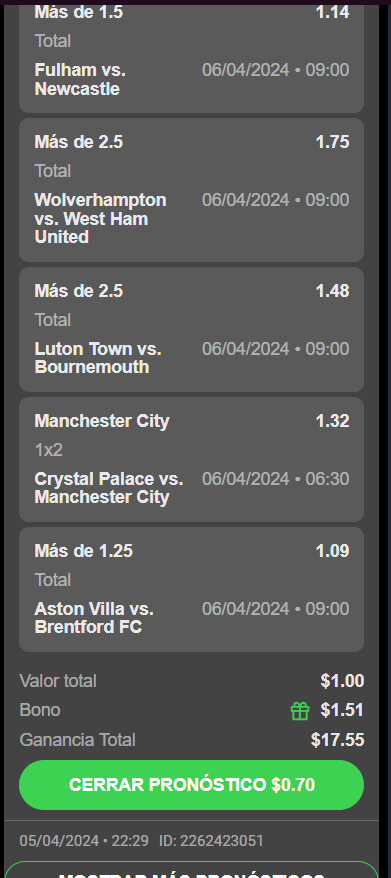 Más de 1.5 1.14
Total
Fulham vs. 06/04/2024 • 09:00
Newcastle
Más de 2.5 1.75
Total
Wolverhampton 06/04/2024 • 09:00
vs. West Ham
United
Más de 2.5 1.48
Total
Luton Town vs. 06/04/2024 • 09:00
Bournemouth
Manchester City 1.32
1x2
Crystal Palace vs. 06/04/2024 • 06:30
Manchester City
Más de 1.25 1.09
Total
Aston Villa vs. 06/04/2024 • 09:00
Brentford FC
Valor total $1.00
Bono $1.51
Ganancia Total $17.55
CERRAR PRONÓSTICO $0.70
05/04/2024 • 22:29 ID: 2262423051
MOSTRAR MÁS PRONÓSTICOS